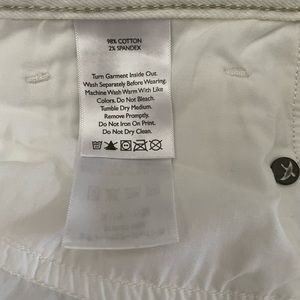 98% COTTON
2% SPANDEX
Turn Garment Inside Out.
Wash Separately Before Wearing.
Machine Wash Warm With Like
Colors. Do Not Bleach.
Tumble Dry Medium.
Remove Promptly.
Do Not Iron On Print.
Do Not Dry Clean.